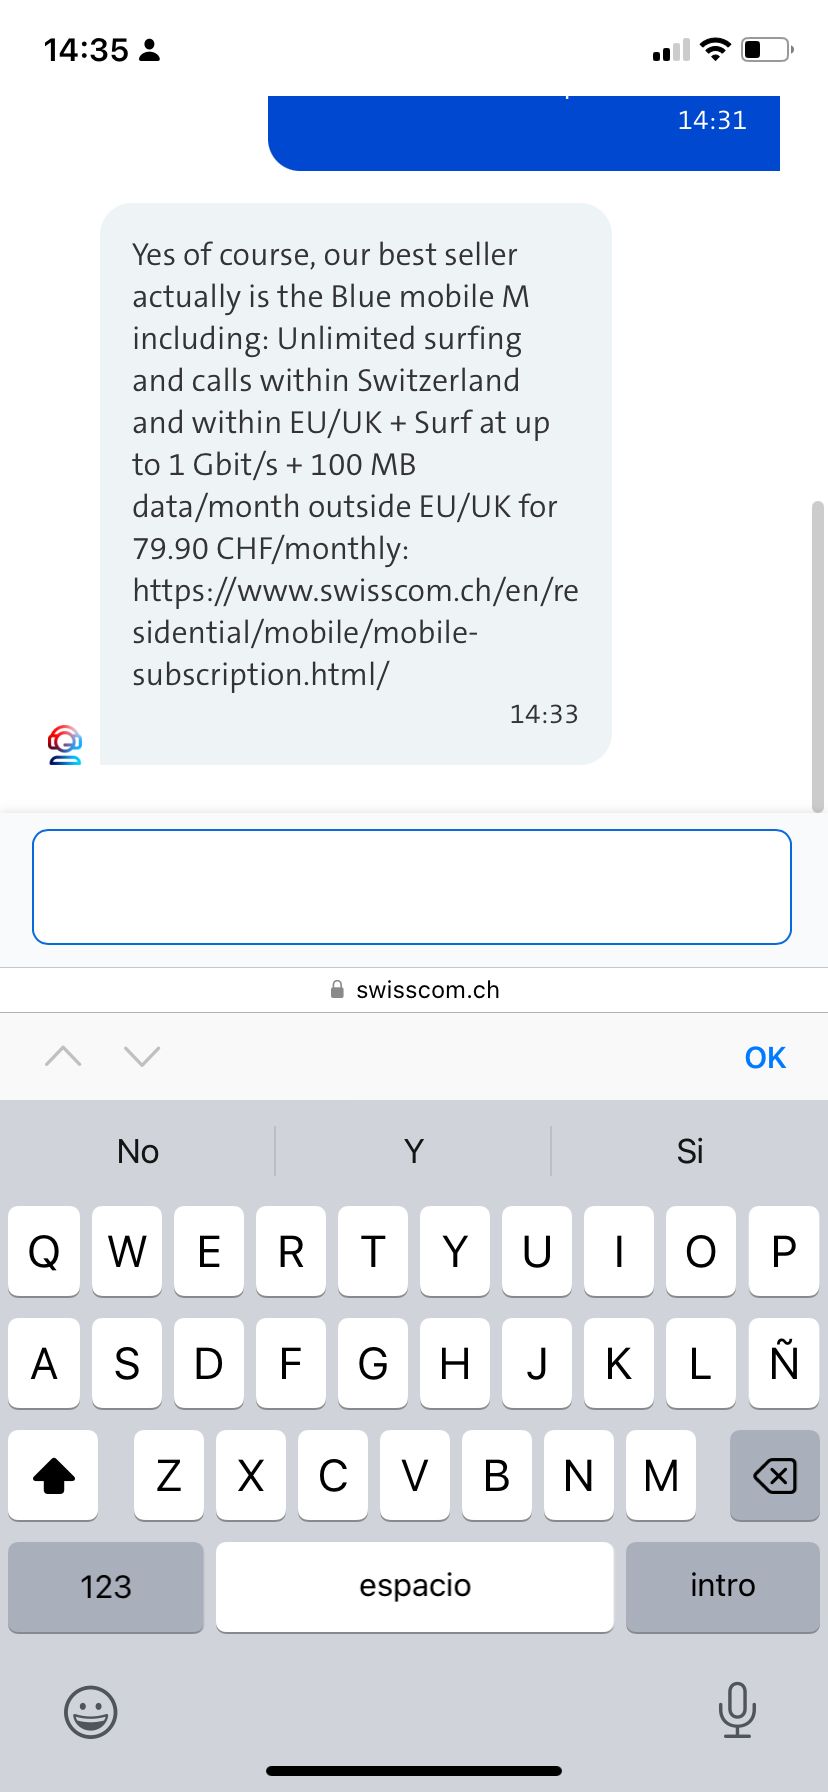 14:35
14:31
Yes of course, our best seller
actually is the Blue mobile M
including: Unlimited surfing
and calls within Switzerland
and within EU/UK + Surf at up
to 1 Gbit/s + 100 MB
data/month outside EU/UK for
79.90 CHF/monthly:
https://www.swisscom.ch/en/re
sidential/mobile/mobile-
subscription.html/
14:33
swisscom.ch
OK
No Y Si
Q W E R T Y U I O P
A S D F G H J K L Ñ
Z X C V B N M
123 espacio intro